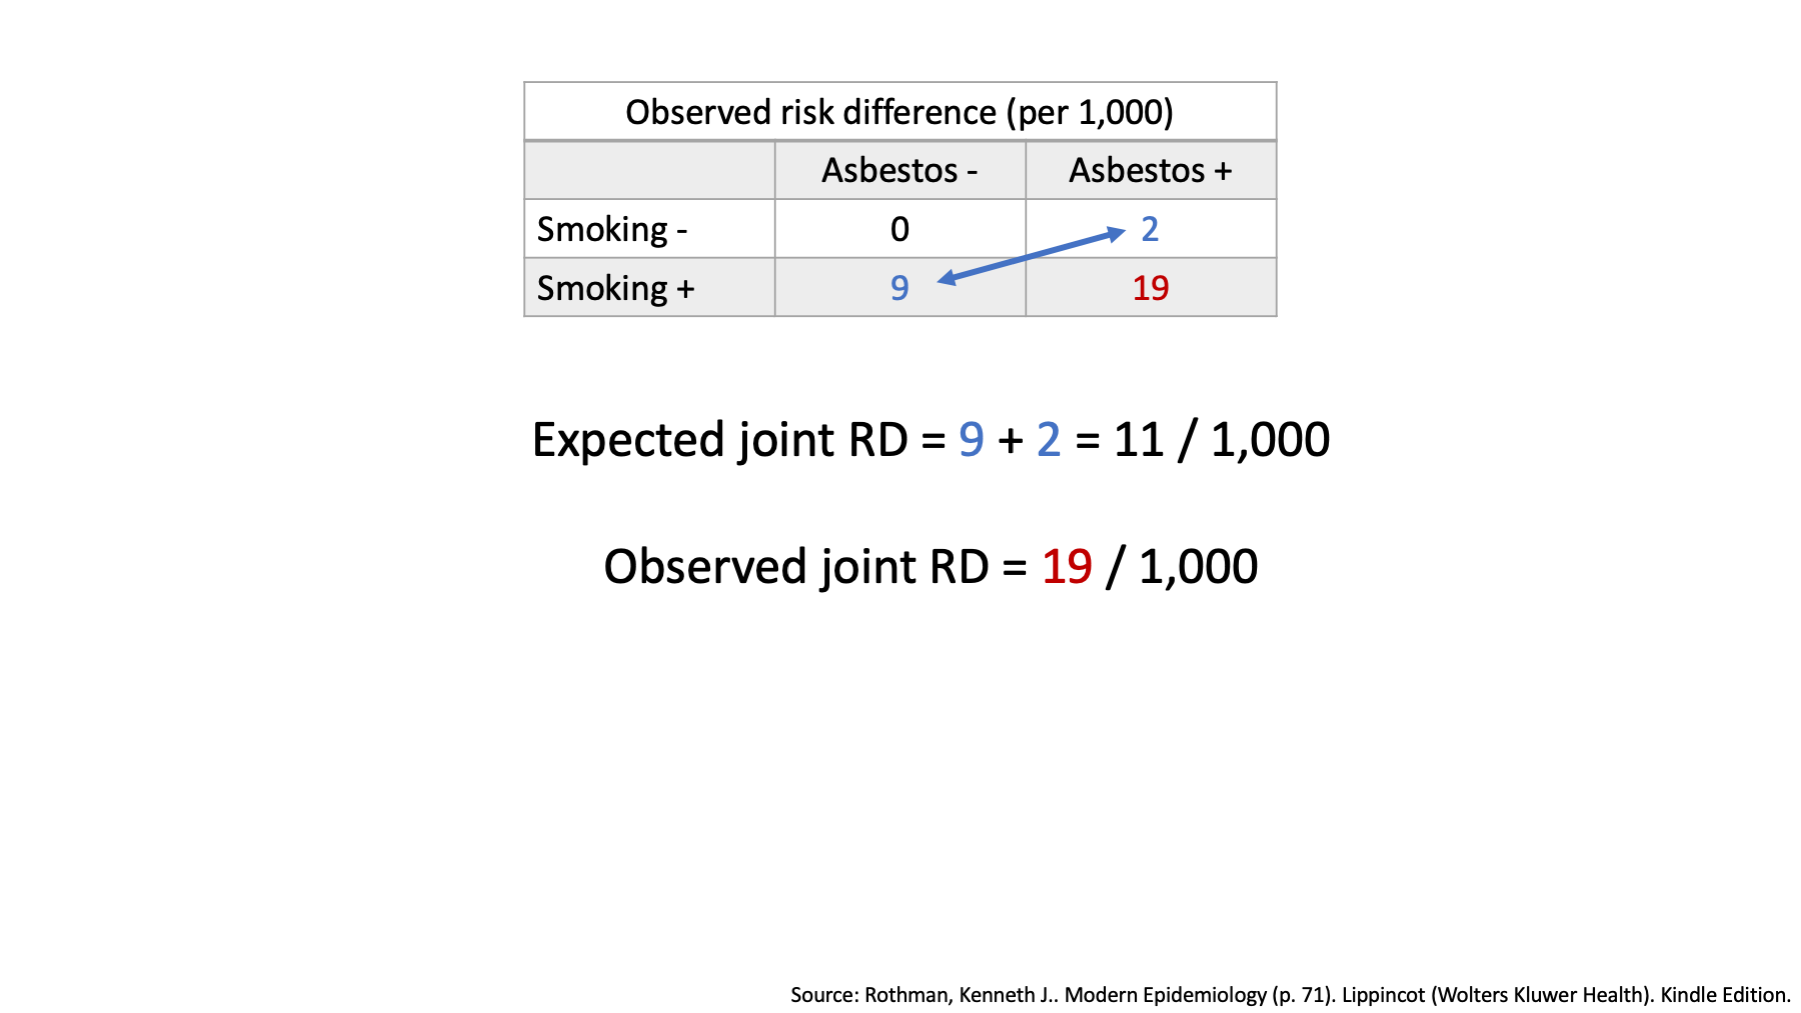 Observed risk difference (per 1,000)
Asbestos - Asbestos +
Smoking - 0 2
Smoking + 9 19
Expected joint RD = 9 + 2 = 11 / 1,000
Observed joint RD = 19 / 1,000
Source: Rothman, Kenneth J.. Modern Epidemiology (p. 71). Lippincot (Wolters Kluwer Health). Kindle Edition.